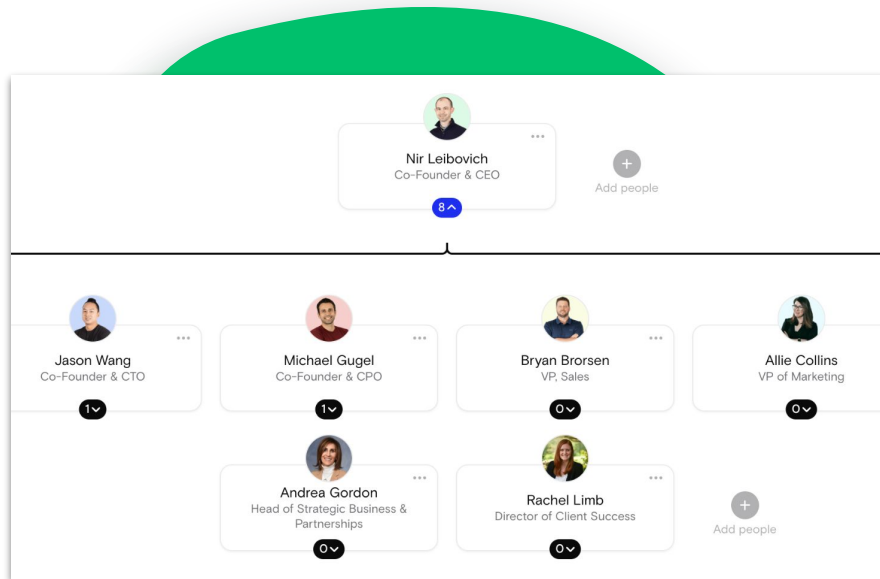 Nir Leibovich
Co-Founder & CEO
8
Add people
Jason Wang
Co-Founder & CTO
1
Michael Gugel
Co-Founder & CPO
1
Bryan Brorsen
VP, Sales
0
Allie Collins
VP of Marketing
0
Andrea Gordon
Head of Strategic Business &
Partnerships
0
Rachel Limb
Director of Client Success
0
Add people